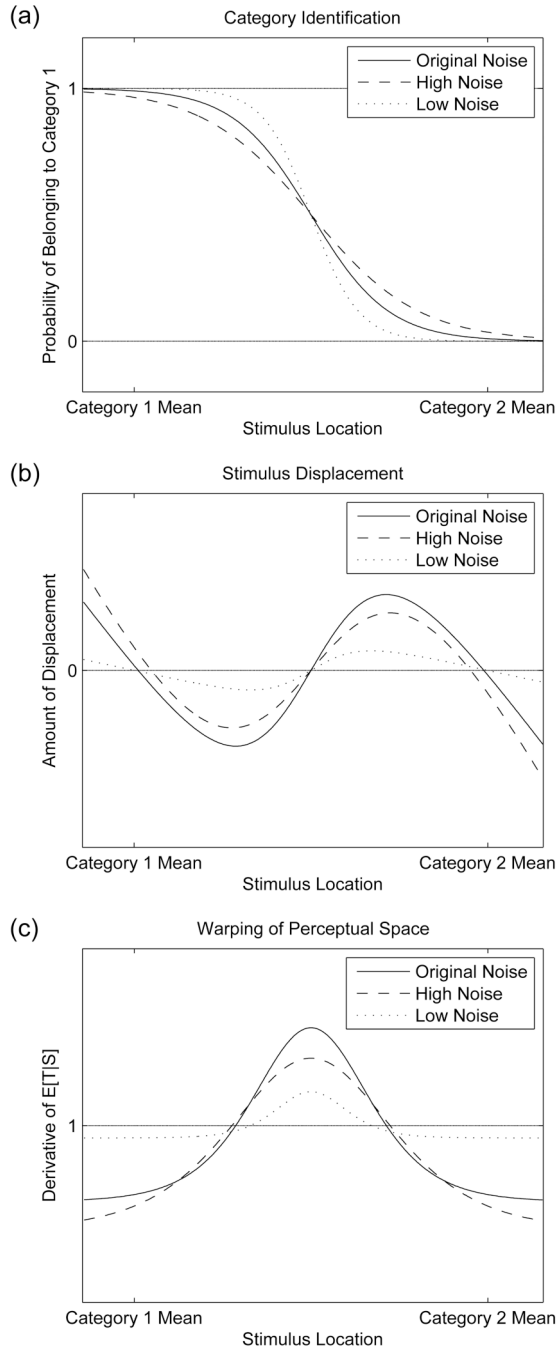 (a)
Category Identification
Original Noise
High Noise
Low Noise
1
0
Probability of Belonging to Category 1
Category 1 Mean
Category 2 Mean
Stimulus Location
(b)
Stimulus Displacement
Original Noise
High Noise
Low Noise
0
Amount of Displacement
Category 1 Mean
Category 2 Mean
Stimulus Location
(c)
Warping of Perceptual Space
Original Noise
High Noise
Low Noise
1
Derivative of E[T|S]
Category 1 Mean
Category 2 Mean
Stimulus Location